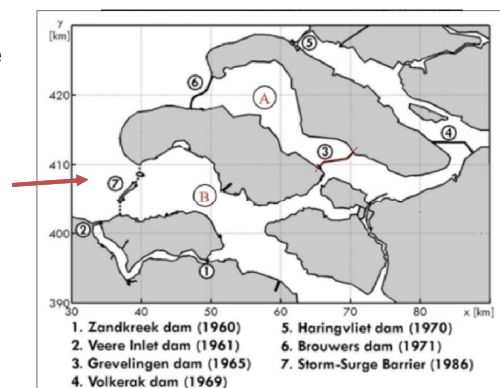 e
y
[km]
420
410
400
390
30
40
50
60
70
80
x [km]
5
6
A
4
3
7
B
2
1
1. Zandkreek dam (1960)
2. Veere Inlet dam (1961)
3. Grevelingen dam (1965)
4. Volkerak dam (1969)
5. Haringvliet dam (1970)
6. Brouwers dam (1971)
7. Storm-Surge Barrier (1986)